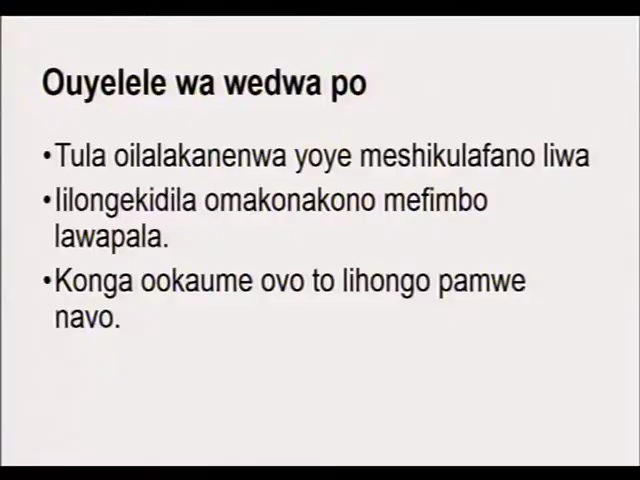 Ouyelele wa wedwa po
•Tula oilalakanenwa yoye meshikulafano liwa
•Iilongekidila omakonakono mefimbo
lawapala.
•Konga ookaume ovo to lihongo pamwe
navo.